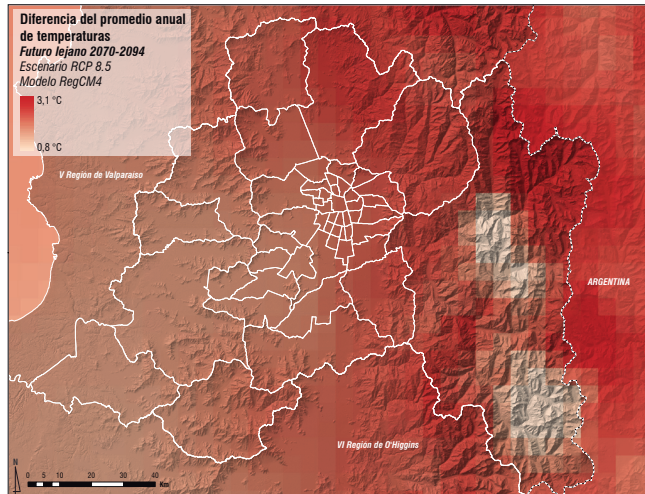 Diferencia del promedio anual
de temperaturas
Futuro lejano 2070-2094
Escenario RCP 8.5
Modelo RegCM4
3,1 °C
0,8 °C
V Región de Valparaíso
ARGENTINA
VI Región de O'Higgins
N
0 5 10 20 30 40
Km